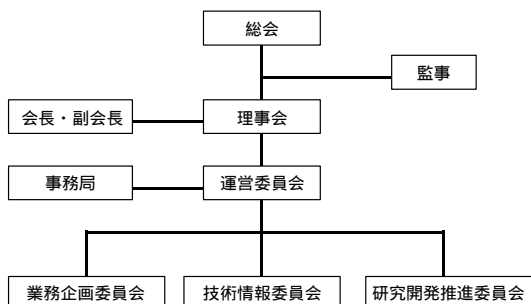 総会
監事
会長・副会長
理事会
事務局
運営委員会
業務企画委員会
技術情報委員会
研究開発推進委員会